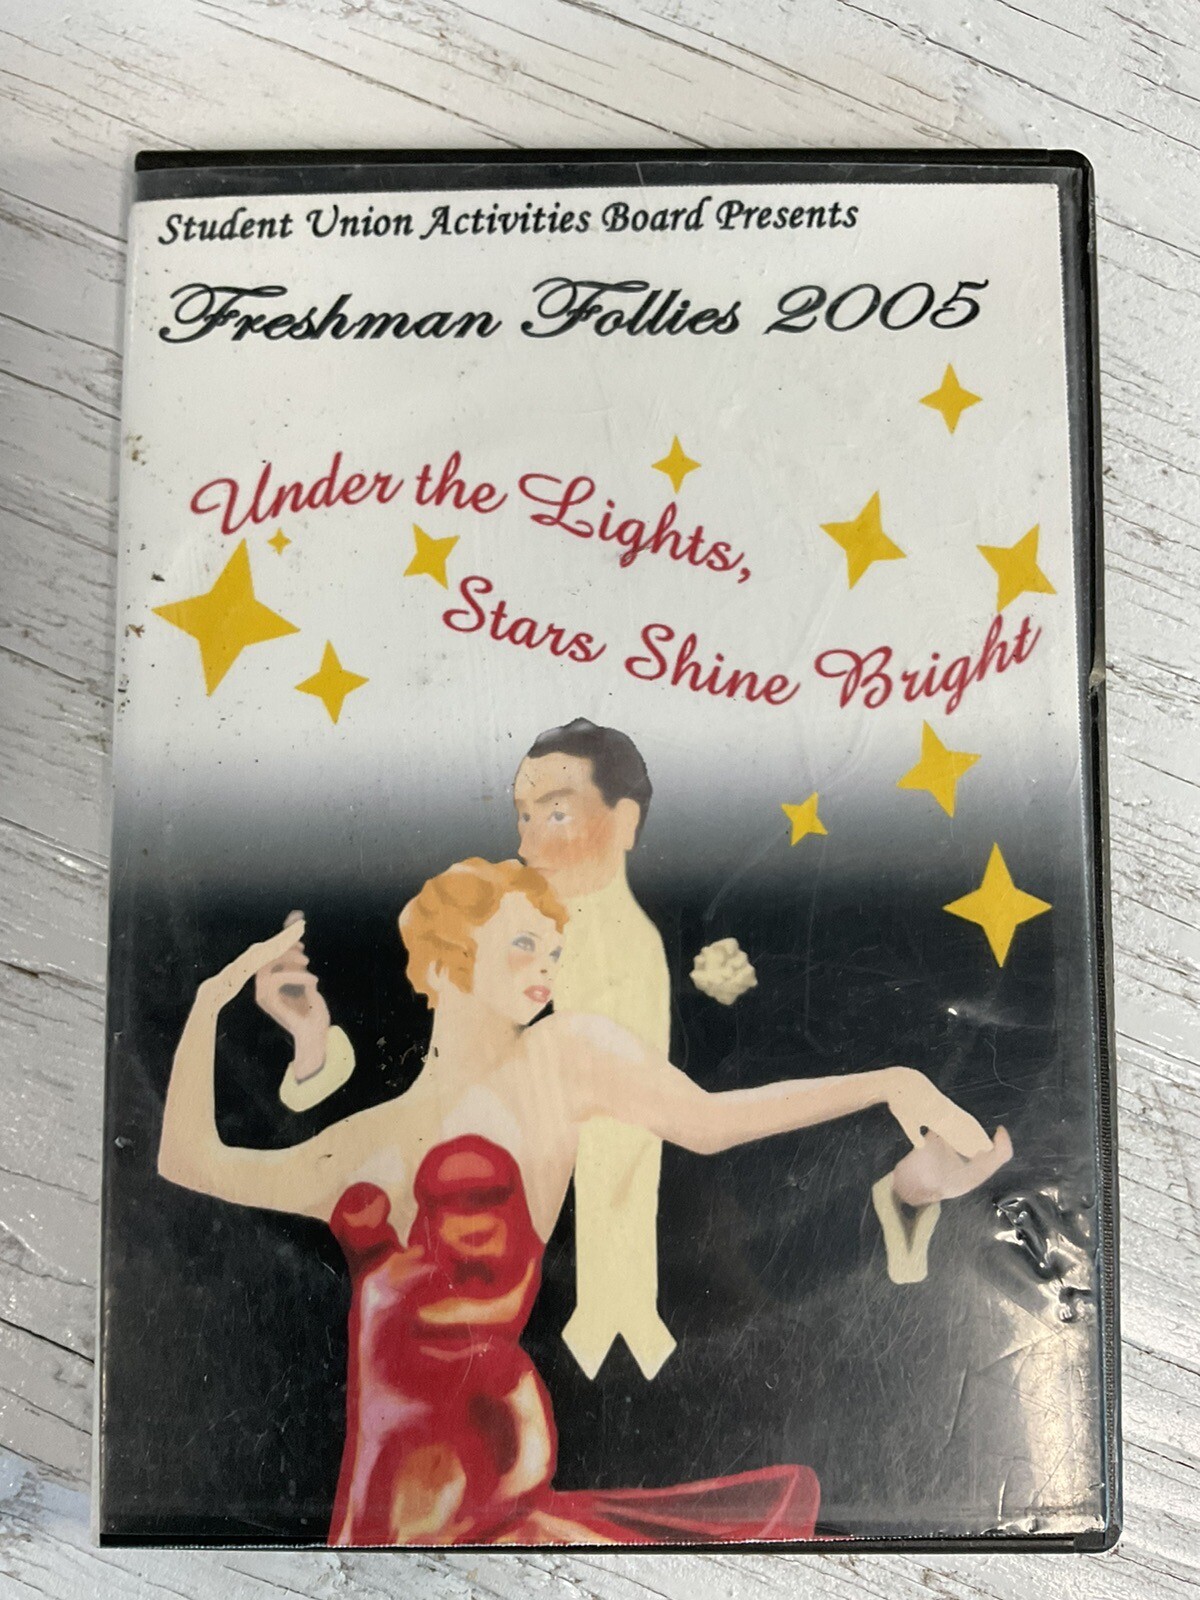 Student Union Activities Board Presents
Freshman Follies 2005
Under the Lights,
Stars Shine Bright